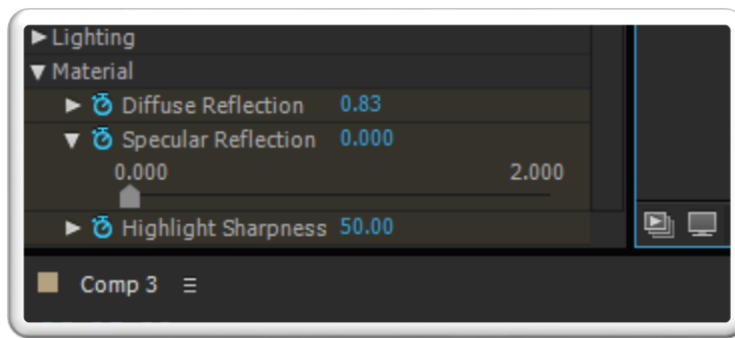 Lighting
Material
Diffuse Reflection 0.83
Specular Reflection 0.000
0.000 2.000
Highlight Sharpness 50.00
Comp 3